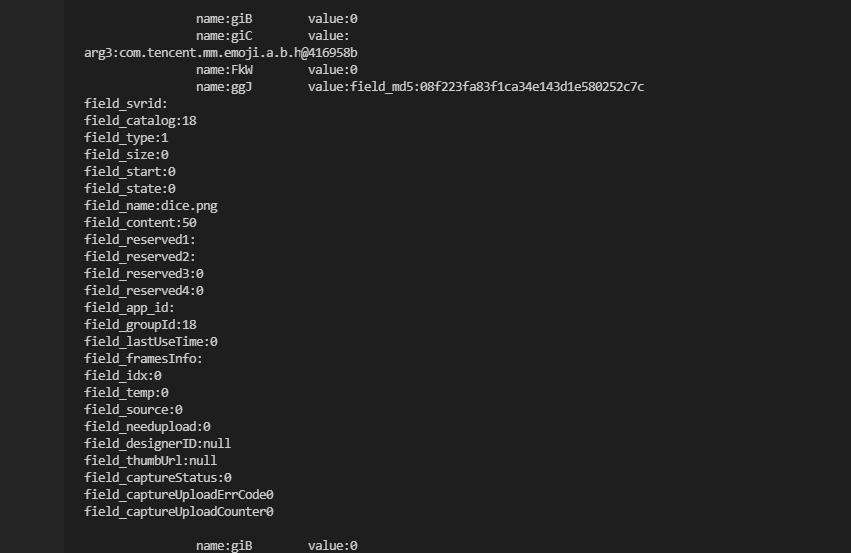 name:giB value:0
name:giC value:
arg3:com.tencent.mm.emoji.a.b.h@416958b
name:FkW value:0
name:ggJ value:field_md5:08f223fa83f1ca34e143d1e580252c7c
field_svrid:
field_catalog:18
field_type:1
field_size:0
field_start:0
field_state:0
field_name:dice.png
field_content:50
field_reserved1:
field_reserved2:
field_reserved3:0
field_reserved4:0
field_app_id:
field_groupId:18
field_lastUseTime:0
field_framesInfo:
field_idx:0
field_temp:0
field_source:0
field_needupload:0
field_designerID:null
field_thumbUrl:null
field_captureStatus:0
field_captureUploadErrCode0
field_captureUploadCounter0
name:giB value:0